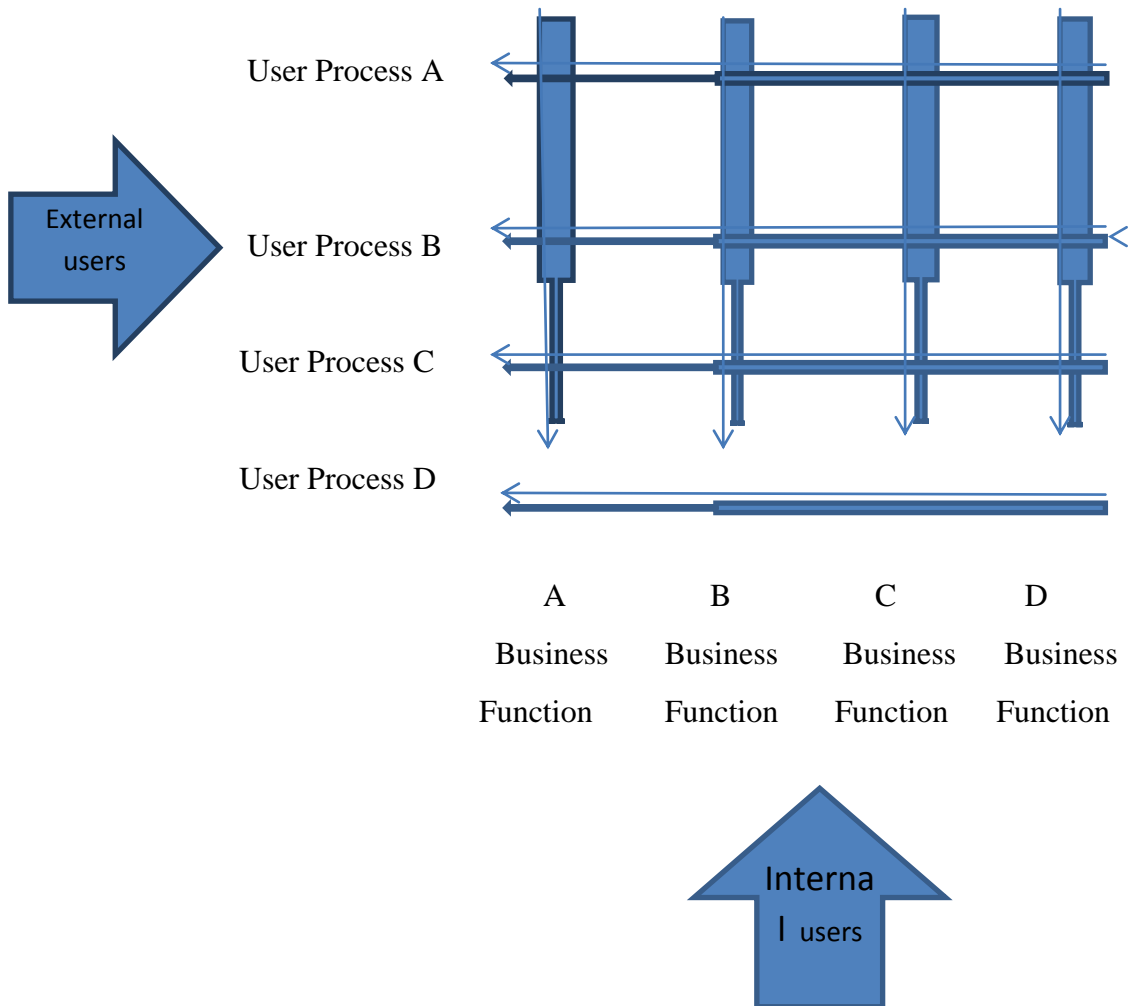 User Process A
External
users
User Process B
User Process C
User Process D
A B C D
Business Business Business Business
Function Function Function Function
Interna
l users